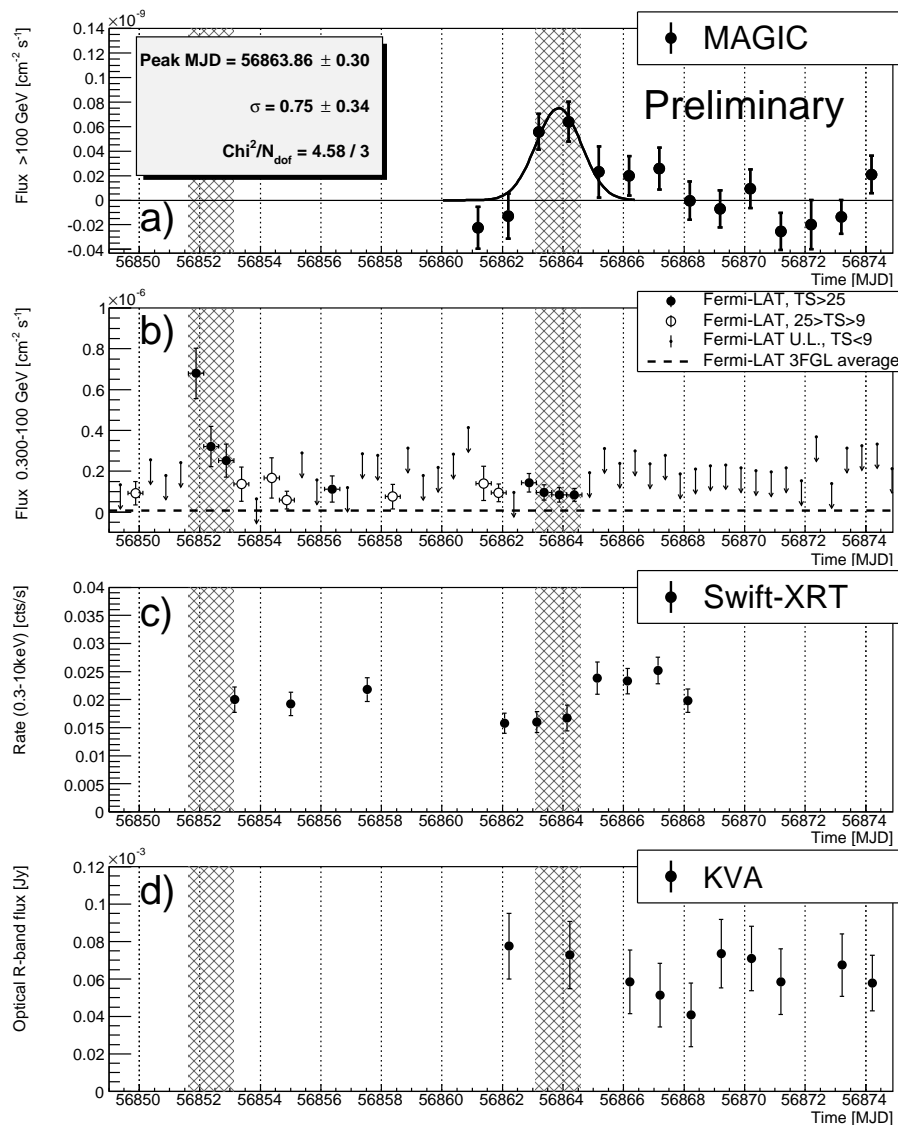 ×10⁻⁹
MAGIC
Peak MJD = 56863.86 ± 0.30
σ = 0.75 ± 0.34
Chi²/N_dof = 4.58 / 3
Preliminary
Flux >100 GeV [cm⁻² s⁻¹]
0.14
0.12
0.1
0.08
0.06
0.04
0.02
0
-0.02
-0.04
a)
56850 56852 56854 56856 56858 56860 56862 56864 56866 56868 56870 56872 56874
Time [MJD]
×10⁻⁶
b)
Fermi-LAT, TS>25
Fermi-LAT, 25>TS>9
Fermi-LAT U.L., TS<9
Fermi-LAT 3FGL average
Flux 0.300-100 GeV [cm⁻² s⁻¹]
1
0.8
0.6
0.4
0.2
0
56850 56852 56854 56856 56858 56860 56862 56864 56866 56868 56870 56872 56874
Time [MJD]
c)
Swift-XRT
Rate (0.3-10keV) [cts/s]
0.04
0.035
0.03
0.025
0.02
0.015
0.01
0.005
0
56850 56852 56854 56856 56858 56860 56862 56864 56866 56868 56870 56872 56874
Time [MJD]
×10⁻³
d)
KVA
Optical R-band flux [Jy]
0.12
0.1
0.08
0.06
0.04
0.02
0
56850 56852 56854 56856 56858 56860 56862 56864 56866 56868 56870 56872 56874
Time [MJD]